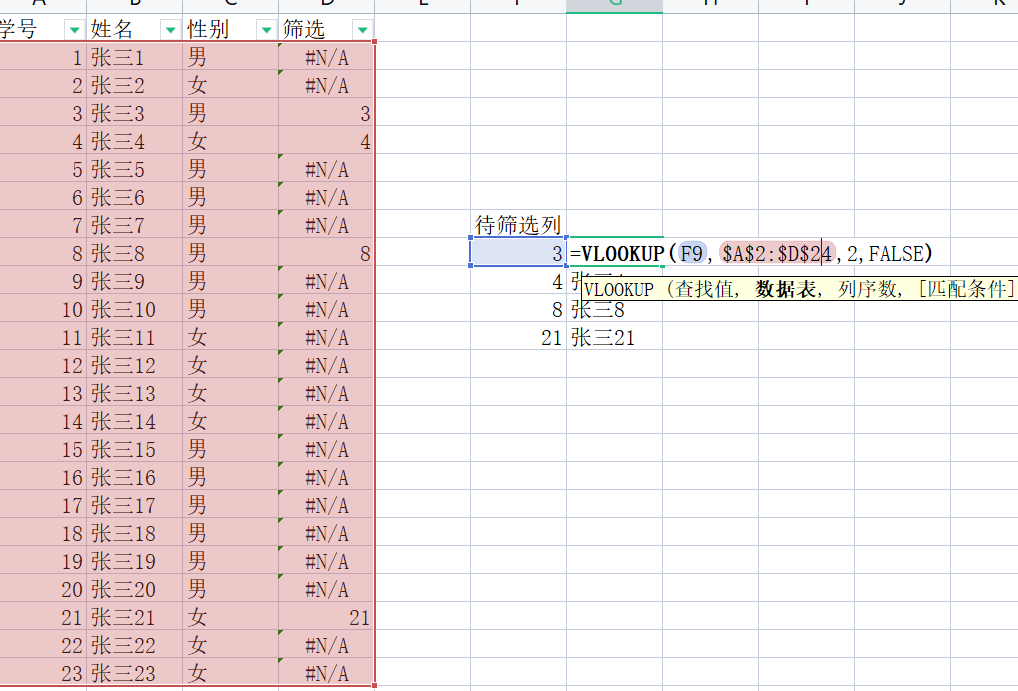 A B C D E F G H I J K
学号 姓名 性别 筛选
1 张三1 男 #N/A
2 张三2 女 #N/A
3 张三3 男 3
4 张三4 女 4
5 张三5 男 #N/A
6 张三6 男 #N/A
7 张三7 男 #N/A 待筛选列
8 张三8 男 8 3 =VLOOKUP(F9,$A$2:$D$24,2,FALSE)
9 张三9 男 #N/A 4
VLOOKUP (查找值, 数据表, 列序数, [匹配条件]
10 张三10 男 #N/A 8 张三8
11 张三11 女 #N/A 21 张三21
12 张三12 女 #N/A
13 张三13 女 #N/A
14 张三14 女 #N/A
15 张三15 男 #N/A
16 张三16 男 #N/A
17 张三17 男 #N/A
18 张三18 男 #N/A
19 张三19 男 #N/A
20 张三20 男 #N/A
21 张三21 女 21
22 张三22 女 #N/A
23 张三23 女 #N/A